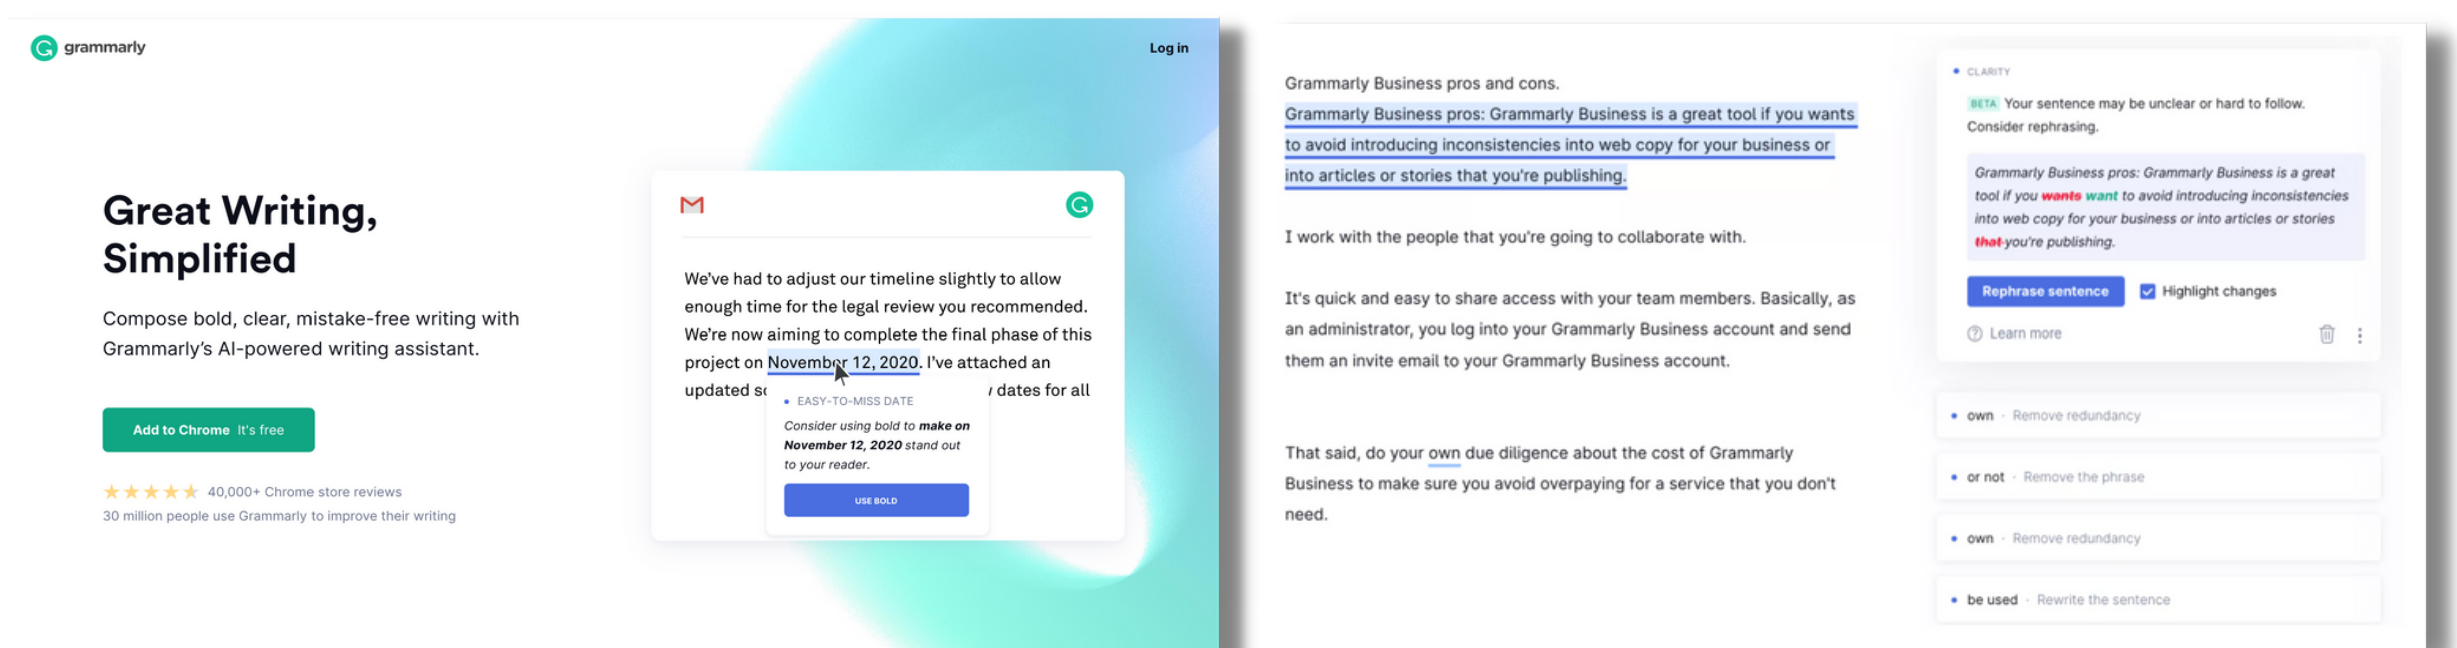 grammarly
Log in
Great Writing,
Simplified
Compose bold, clear, mistake-free writing with
Grammarly's AI-powered writing assistant.
Add to Chrome It's free
40,000+ Chrome store reviews
30 million people use Grammarly to improve their writing
We've had to adjust our timeline slightly to allow
enough time for the legal review you recommended.
We're now aiming to complete the final phase of this
project on November 12, 2020. I've attached an
updated dates for all
EASY-TO-MISS DATE
Consider using bold to make on
November 12, 2020 stand out
to your reader.
USE BOLD
Grammarly Business pros and cons.
Grammarly Business pros: Grammarly Business is a great tool if you wants
to avoid introducing inconsistencies into web copy for your business or
into articles or stories that you're publishing.
I work with the people that you're going to collaborate with.
It's quick and easy to share access with your team members. Basically, as
an administrator, you log into your Grammarly Business account and send
them an invite email to your Grammarly Business account.
That said, do your own due diligence about the cost of Grammarly
Business to make sure you avoid overpaying for a service that you don't
need.
CLARITY
BETA Your sentence may be unclear or hard to follow.
Consider rephrasing.
Grammarly Business pros: Grammarly Business is a great
tool if you wants want to avoid introducing inconsistencies
into web copy for your business or into articles or stories
that you're publishing.
Rephrase sentence Highlight changes
Learn more
own · Remove redundancy
or not · Remove the phrase
own · Remove redundancy
be used · Rewrite the sentence